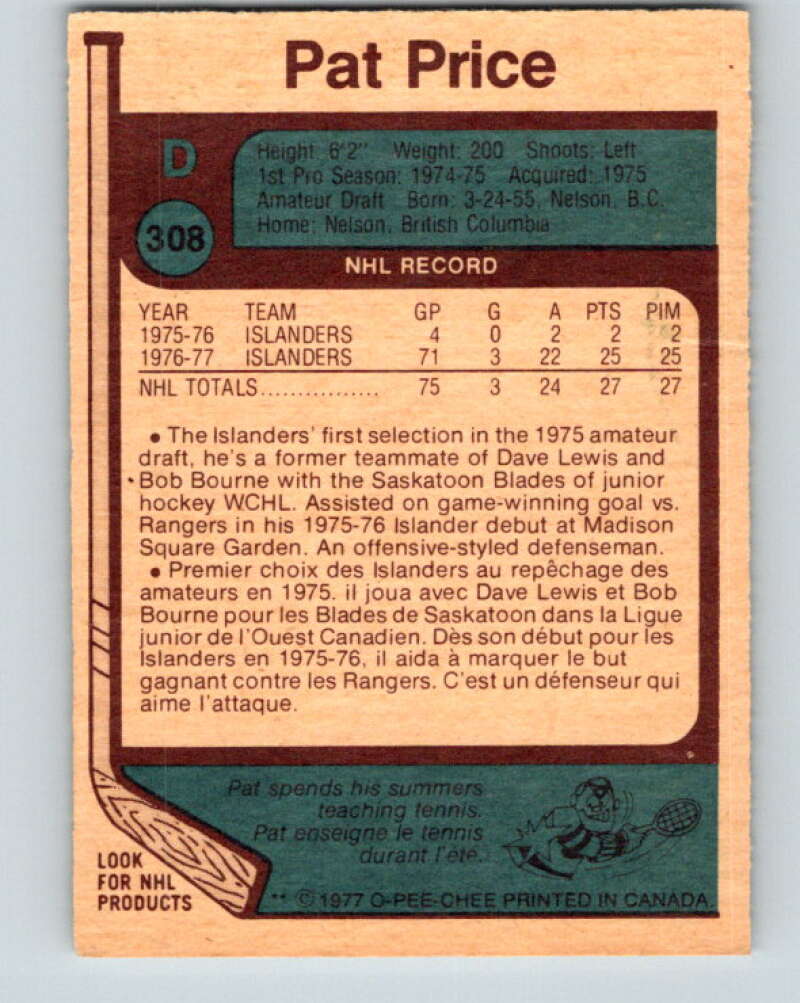 Pat Price
D
Height: 6'2" Weight: 200 Shoots: Left
1st Pro Season: 1974-75 Acquired: 1975
Amateur Draft Born: 3-24-55, Nelson, B.C.
Home: Nelson, British Columbia
308
NHL RECORD
YEAR TEAM GP G A PTS PIM
1975-76 ISLANDERS 4 0 2 2 2
1976-77 ISLANDERS 71 3 22 25 25
NHL TOTALS................ 75 3 24 27 27
• The Islanders' first selection in the 1975 amateur
draft, he's a former teammate of Dave Lewis and
Bob Bourne with the Saskatoon Blades of junior
hockey WCHL. Assisted on game-winning goal vs.
Rangers in his 1975-76 Islander debut at Madison
Square Garden. An offensive-styled defenseman.
• Premier choix des Islanders au repêchage des
amateurs en 1975. il joua avec Dave Lewis et Bob
Bourne pour les Blades de Saskatoon dans la Ligue
junior de l'Ouest Canadien. Dès son début pour les
Islanders en 1975-76, il aida à marquer le but
gagnant contre les Rangers. C'est un défenseur qui
aime l'attaque.
Pat spends his summers
teaching tennis.
Pat enseigne le tennis
durant l'été.
LOOK
FOR NHL
PRODUCTS
** © 1977 O-PEE-CHEE PRINTED IN CANADA.